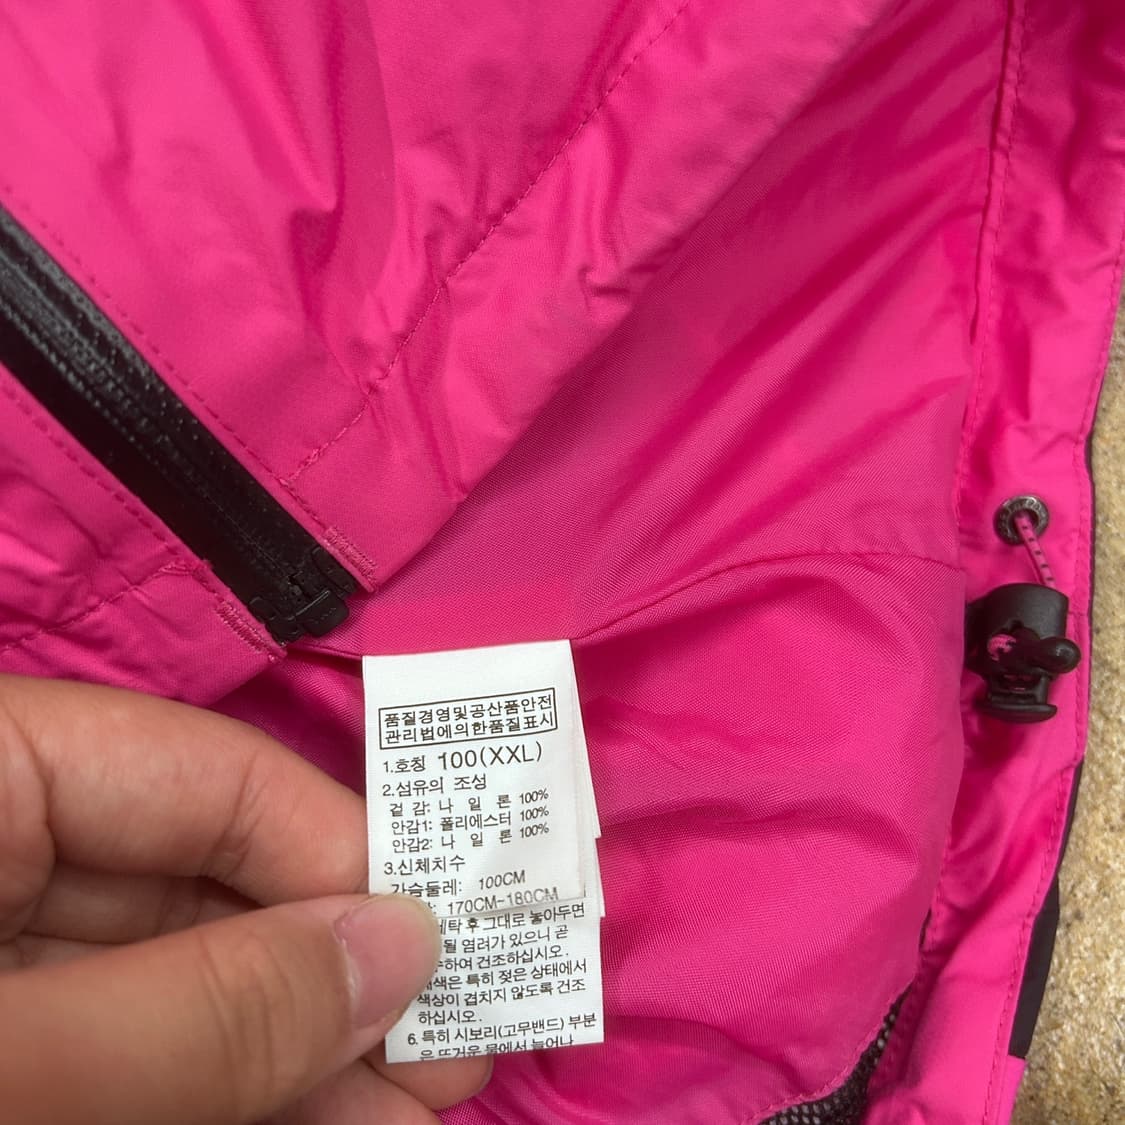 품질경영및공산품안전
관리법에의한품질표시
1.호칭 100(XXL)
2.섬유의 조성
겉 감: 나 일 론 100%
안감1: 폴리에스터 100%
안감2: 나 일 론 100%
3.신체치수
가슴둘레: 100CM
: 170CM~180CM
세탁 후 그대로 놓아두면
될 염려가 있으니 곧
하여 건조하십시오.
색은 특히 젖은 상태에서
색상이 겹치지 않도록 건조
하십시오.
6. 특히 시보리(고무밴드) 부분
은 뜨거운 물에서 늘어나